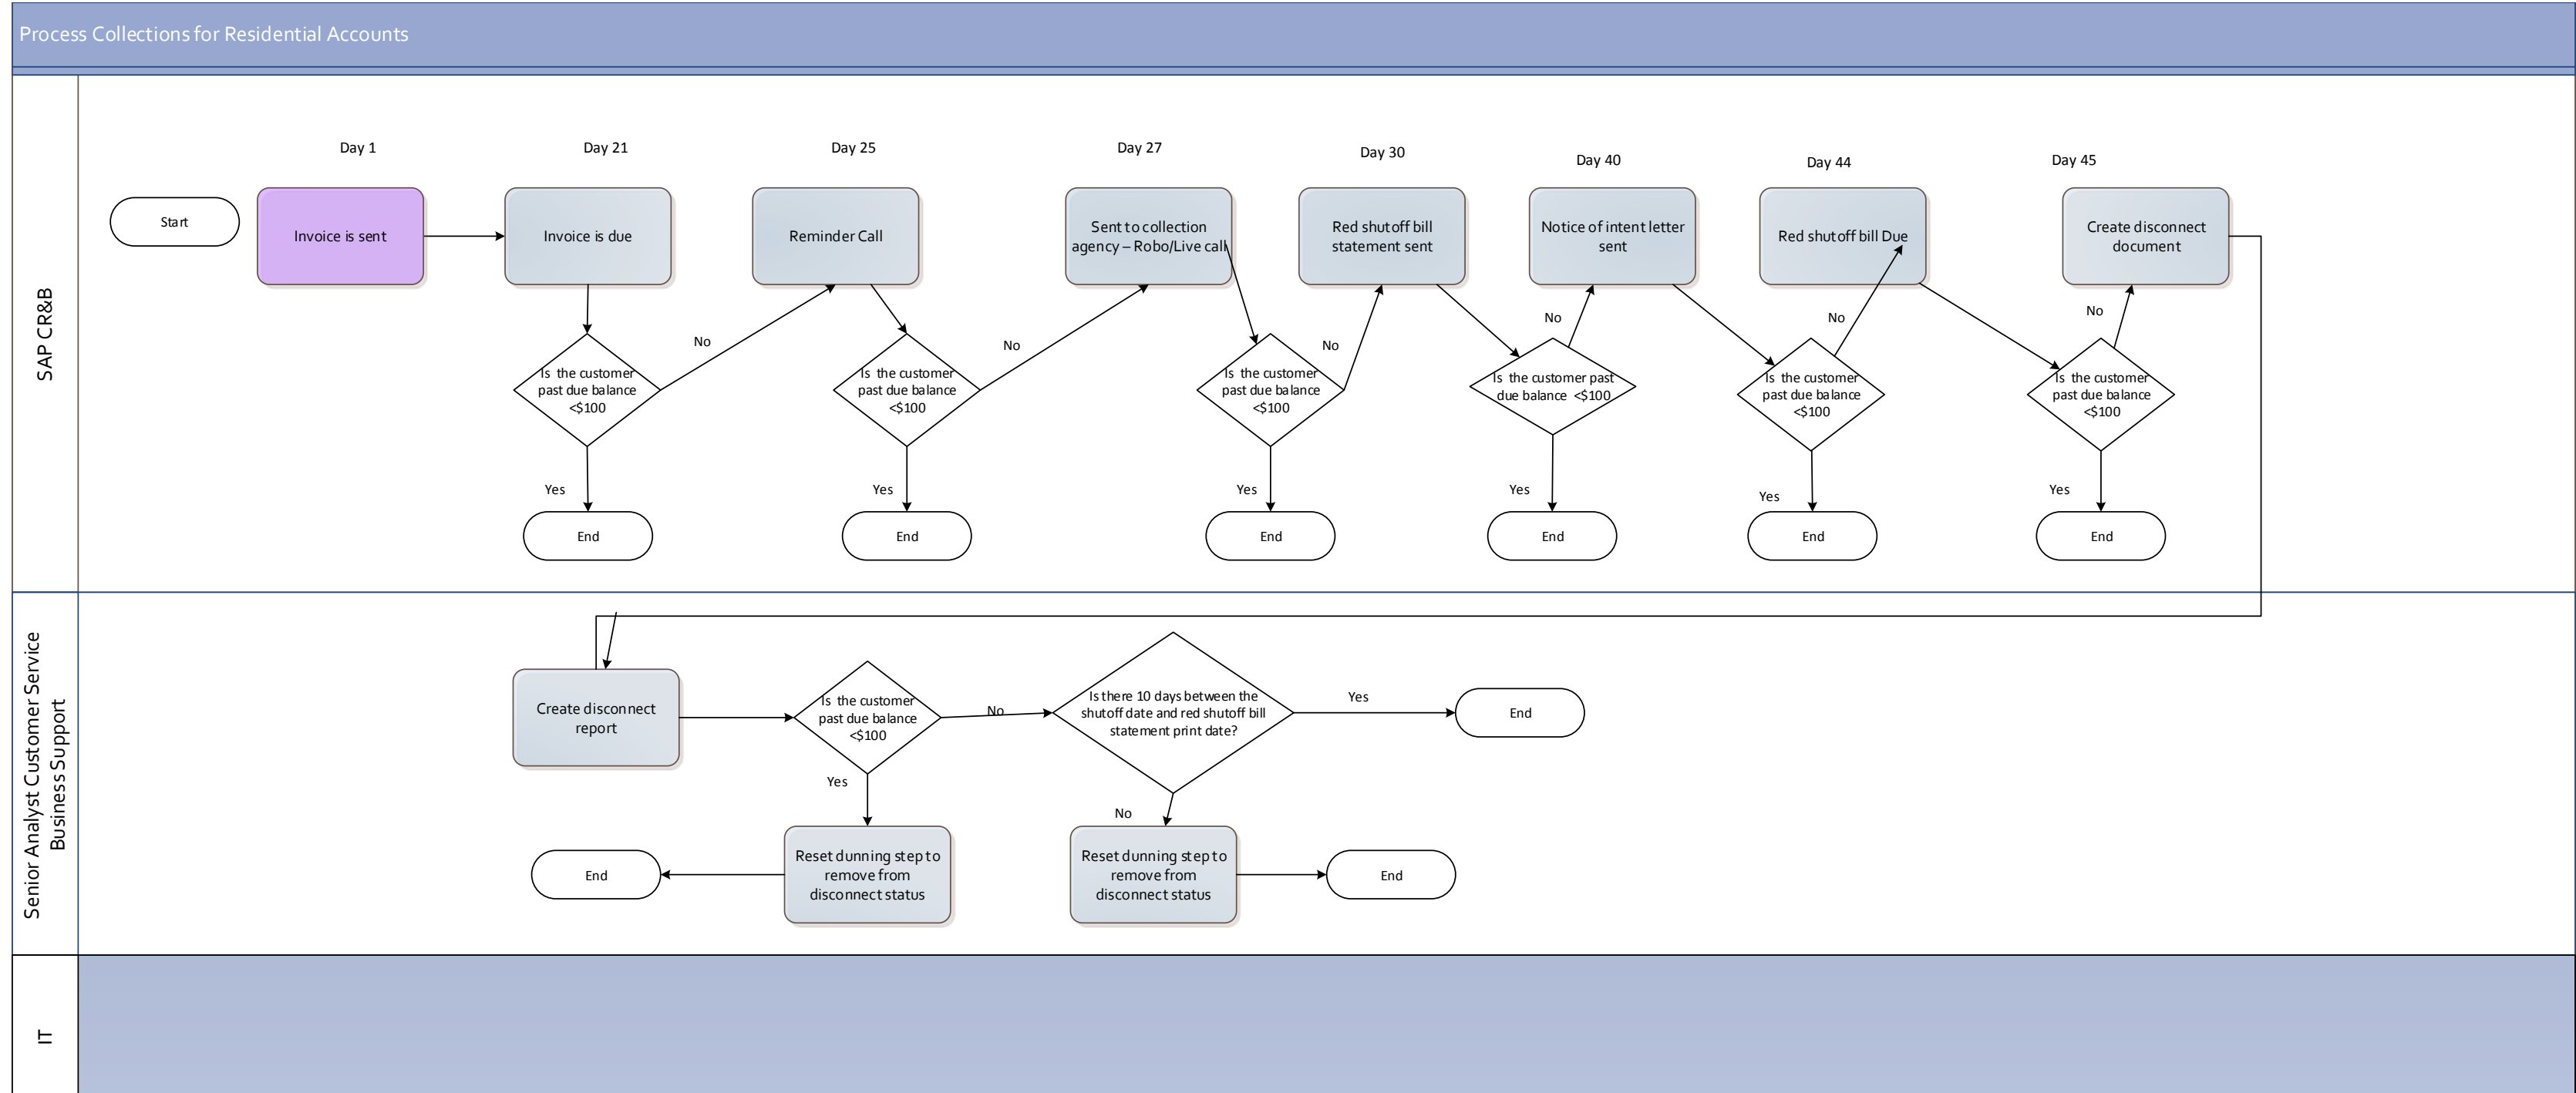 Process Collections for Residential Accounts
SAP CR&B
Day 1
Day 21
Day 25
Day 27
Day 30
Day 40
Day 44
Day 45
Start
Invoice is sent
Invoice is due
Reminder Call
Sent to collection
agency – Robo/Live call
Red shutoff bill
statement sent
Notice of intent letter
sent
Red shutoff bill Due
Create disconnect
document
No
No
No
No
No
No
Is the customer
past due balance
<$100
Is the customer
past due balance
<$100
Is the customer
past due balance
<$100
Is the customer past
due balance <$100
Is the customer
past due balance
<$100
Is the customer
past due balance
<$100
Yes
Yes
Yes
Yes
Yes
Yes
End
End
End
End
End
End
Senior Analyst Customer Service
Business Support
Create disconnect
report
Is the customer
past due balance
<$100
No
Is there 10 days between the
shutoff date and red shutoff bill
statement print date?
Yes
End
Yes
No
End
Reset dunning step to
remove from
disconnect status
Reset dunning step to
remove from
disconnect status
End
IT